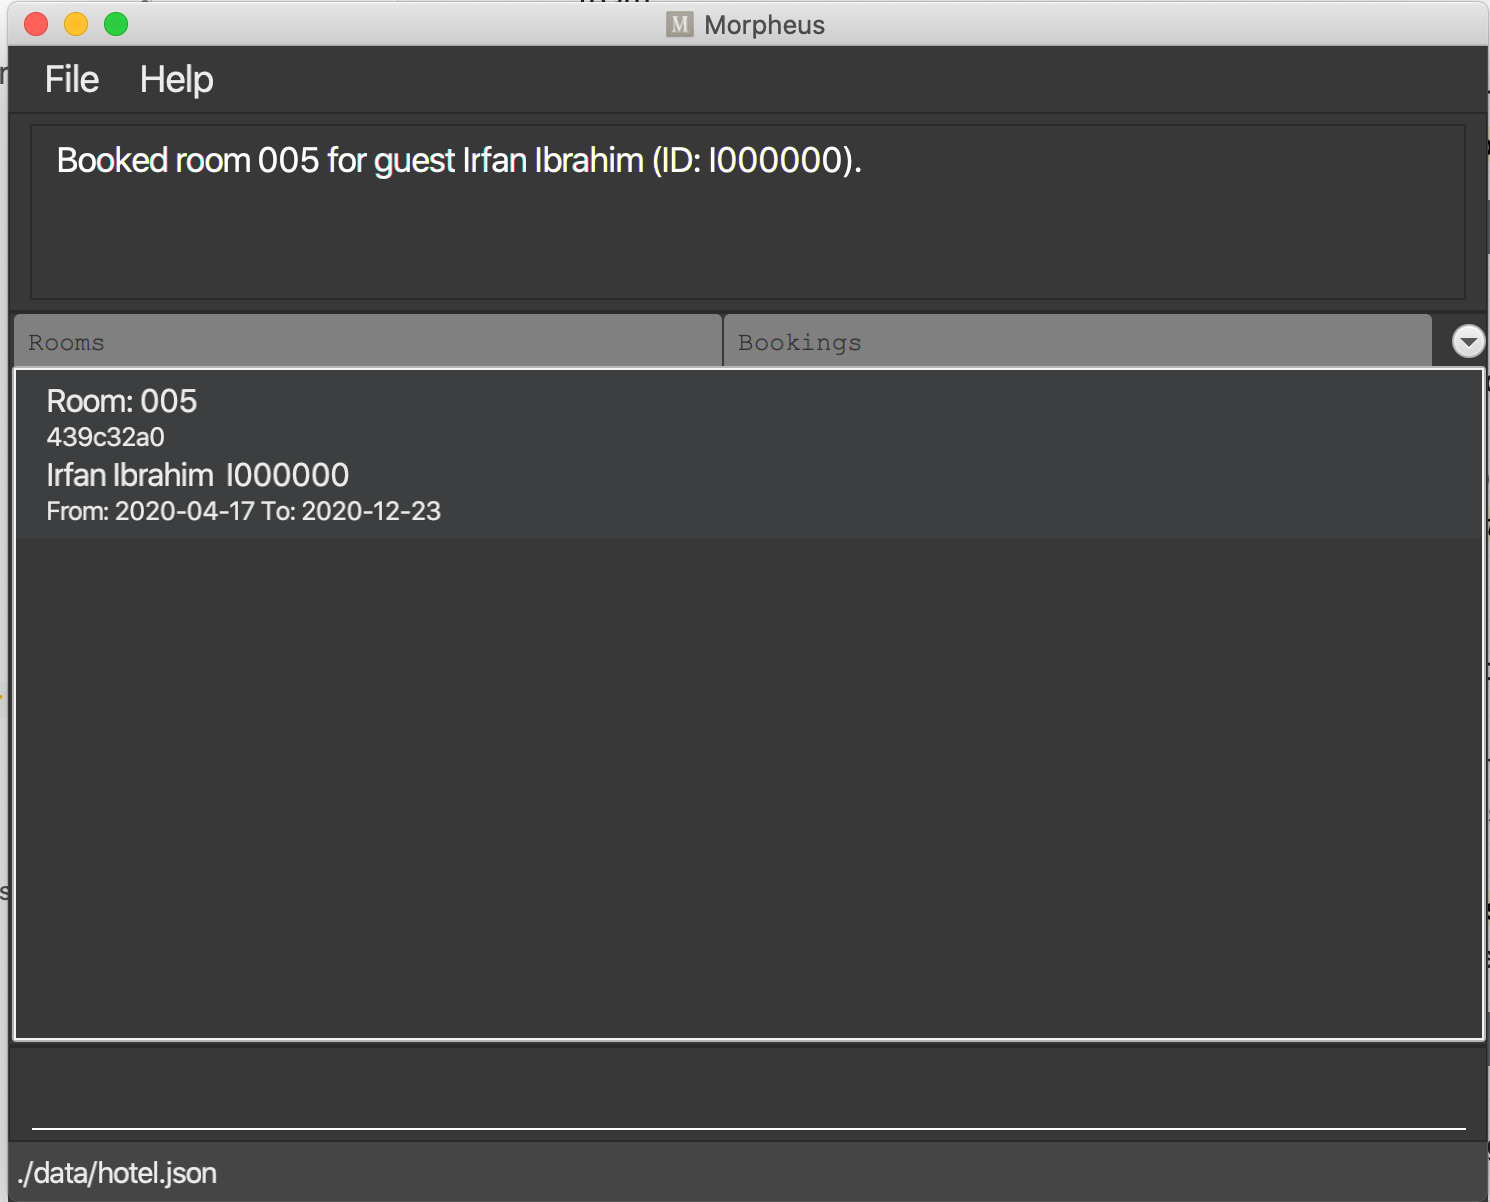 Morpheus
File Help
Booked room 005 for guest Irfan Ibrahim (ID: I000000).
Rooms Bookings
Room: 005
439c32a0
Irfan Ibrahim I000000
From: 2020-04-17 To: 2020-12-23
./data/hotel.json